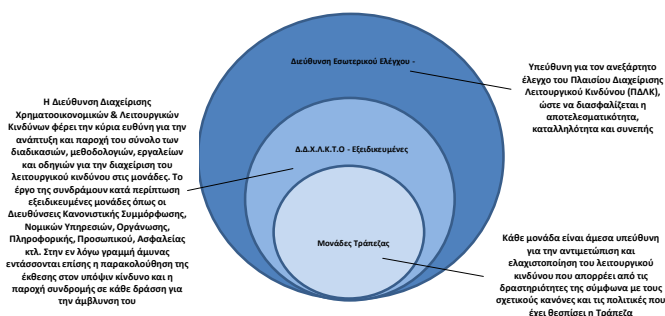 Διεύθυνση Εσωτερικού Ελέγχου -
Υπεύθυνη για τον ανεξάρτητο
έλεγχο του Πλαισίου Διαχείρισης
Λειτουργικού Κινδύνου (ΠΔΛΚ),
ώστε να διασφαλίζεται η
αποτελεσματικότητα,
καταλληλότητα και συνεπής
Η Διεύθυνση Διαχείρισης
Χρηματοοικονομικών & Λειτουργικών
Κινδύνων φέρει την κύρια ευθύνη για την
ανάπτυξη και παροχή του σύνολο των
διαδικασιών, μεθοδολογιών, εργαλείων
και οδηγιών για την διαχείριση του
λειτουργικού κινδύνου στις μονάδες. Το
έργο της συνδράμουν κατά περίπτωση
εξειδικευμένες μονάδες όπως οι
Διευθύνσεις Κανονιστικής Συμμόρφωσης,
Νομικών Υπηρεσιών, Οργάνωσης,
Πληροφορικής, Προσωπικού, Ασφαλείας
κτλ. Στην εν λόγω γραμμή άμυνας
εντάσσονται επίσης η παρακολούθηση της
έκθεσης στον υπόψιν κίνδυνο και η
παροχή συνδρομής σε κάθε δράσση για
την άμβλυνση του
Δ.Δ.Χ.Λ.Κ.Τ.Ο - Εξειδικευμένες
Μονάδες Τράπεζας
Κάθε μονάδα είναι άμεσα υπεύθυνη
για την αντιμετώπιση και
ελαχιστοποίηση του λειτουργικού
κινδύνου που απορρέει από τις
δραστηριότητες της σύμφωνα με τους
σχετικούς κανόνες και τις πολιτικές που
έχει θεσπίσει η Τράπεζα